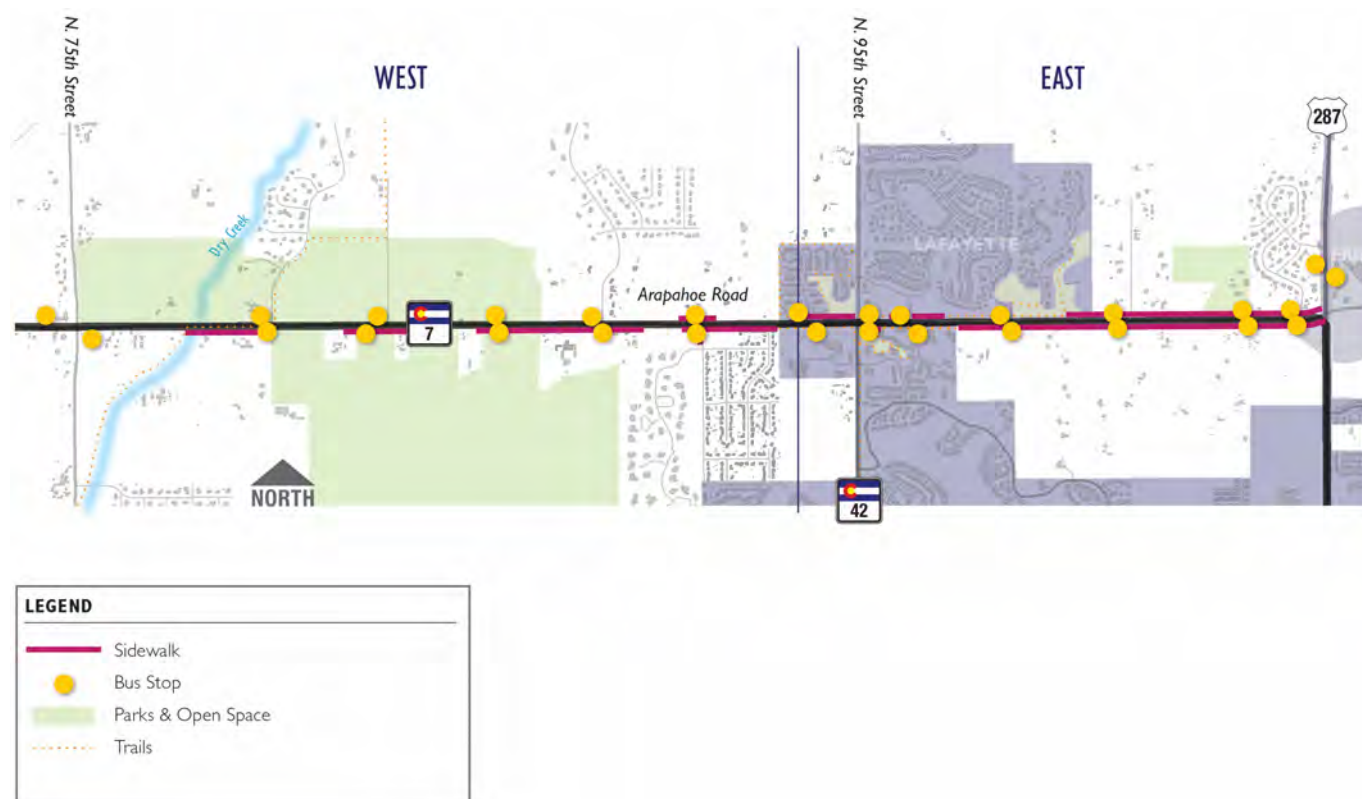 N. 75th Street
WEST
N. 95th Street
EAST
287
Dry Creek
LAFAYETTE
Arapahoe Road
7
NORTH
42
LEGEND
Sidewalk
Bus Stop
Parks & Open Space
Trails